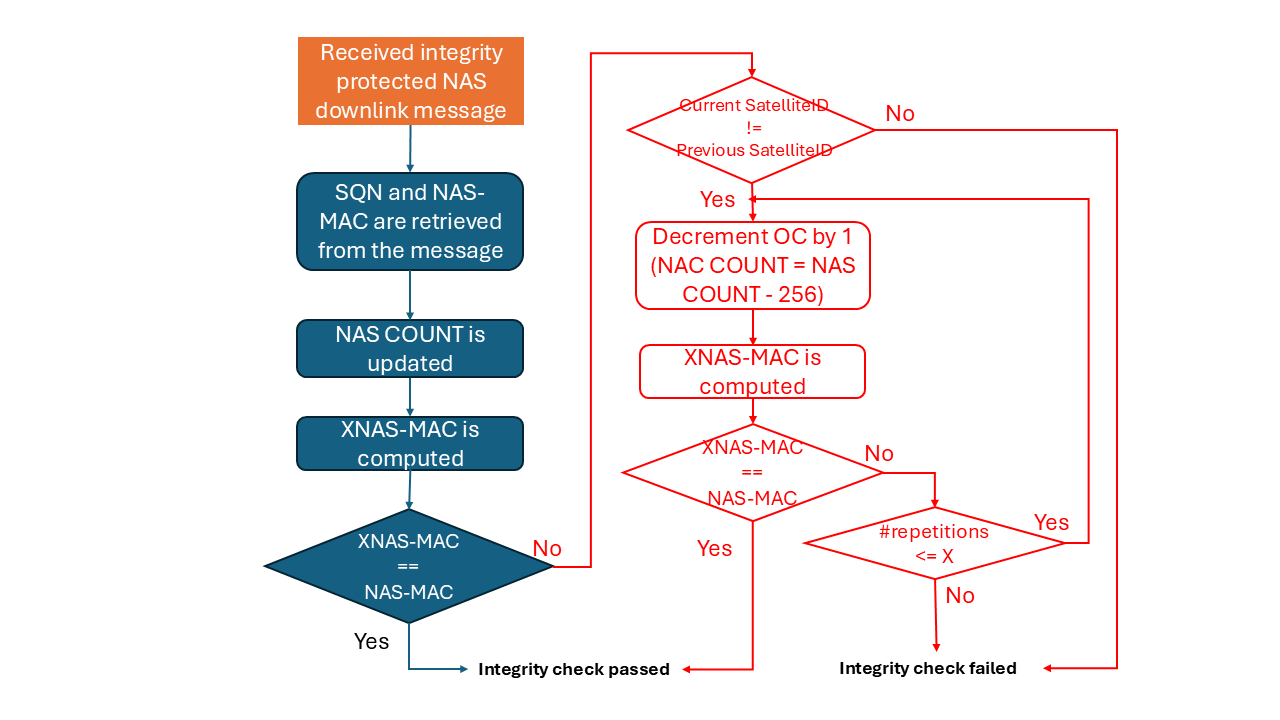 Received integrity
protected NAS
downlink message
SQN and NAS-
MAC are retrieved
from the message
NAS COUNT is
updated
XNAS-MAC is
computed
XNAS-MAC
==
NAS-MAC
No
Yes
Integrity check passed
Current SatelliteID
!=
Previous SatelliteID
No
Yes
Decrement OC by 1
(NAC COUNT = NAS
COUNT - 256)
XNAS-MAC is
computed
XNAS-MAC
==
NAS-MAC
No
Yes
#repetitions
<= X
Yes
No
Integrity check failed